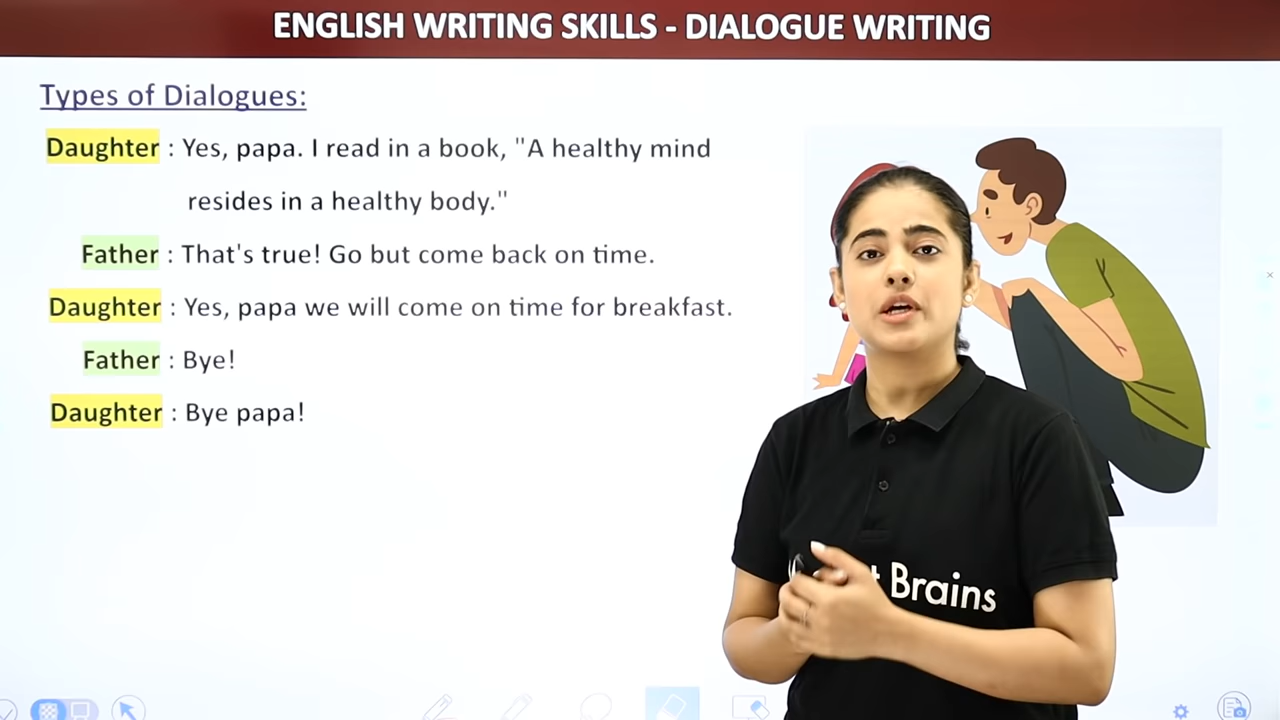 ENGLISH WRITING SKILLS - DIALOGUE WRITING
Types of Dialogues:
Daughter : Yes, papa. I read in a book, "A healthy mind
resides in a healthy body."
Father : That's true! Go but come back on time.
Daughter : Yes, papa we will come on time for breakfast.
Father : Bye!
Daughter : Bye papa!
Brains